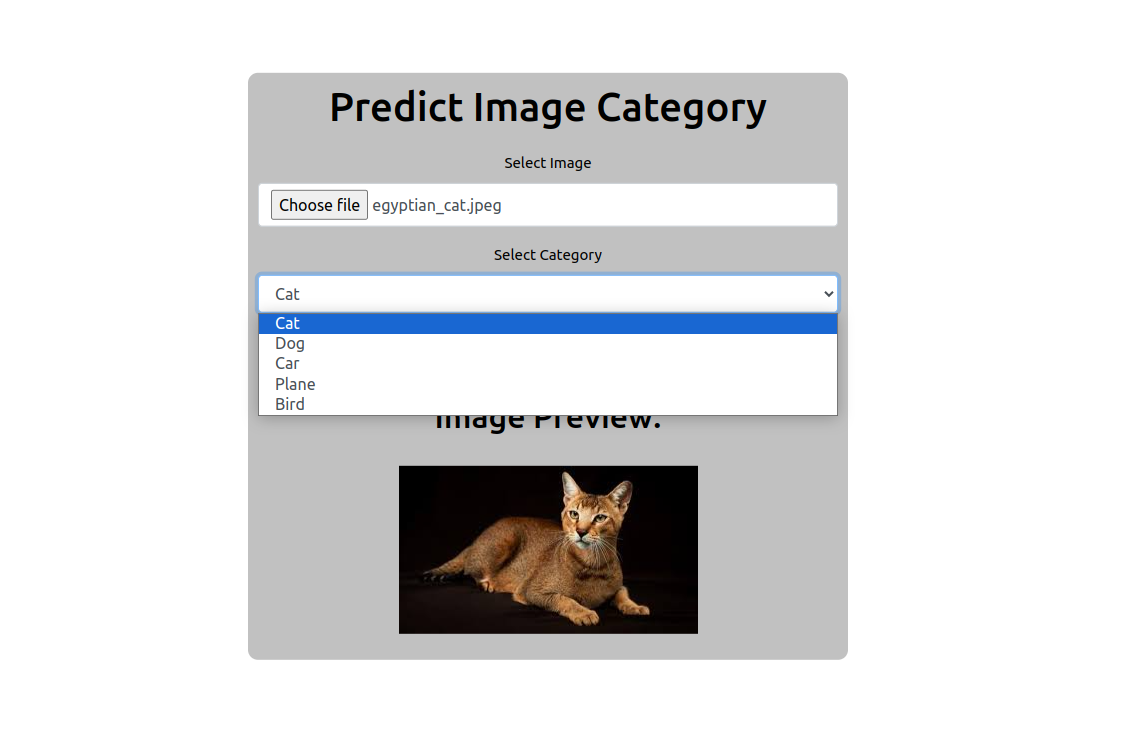 Predict Image Category
Select Image
Choose file egyptian_cat.jpeg
Select Category
Cat
Cat
Dog
Car
Plane
Bird
Image Preview: